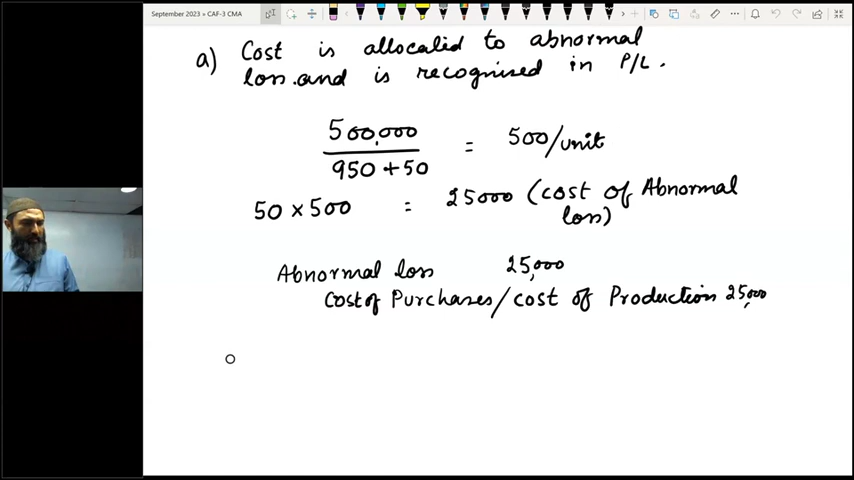 September 2023 » CAF-3 CMA
a) Cost is allocated to abnormal
loss.and is recognised in P/L.
500,000
950 + 50
= 500/unit
50 × 500 = 25000 (cost of Abnormal
loss)
Abnormal loss 25,000
Cost of Purchases/cost of Production 25,000